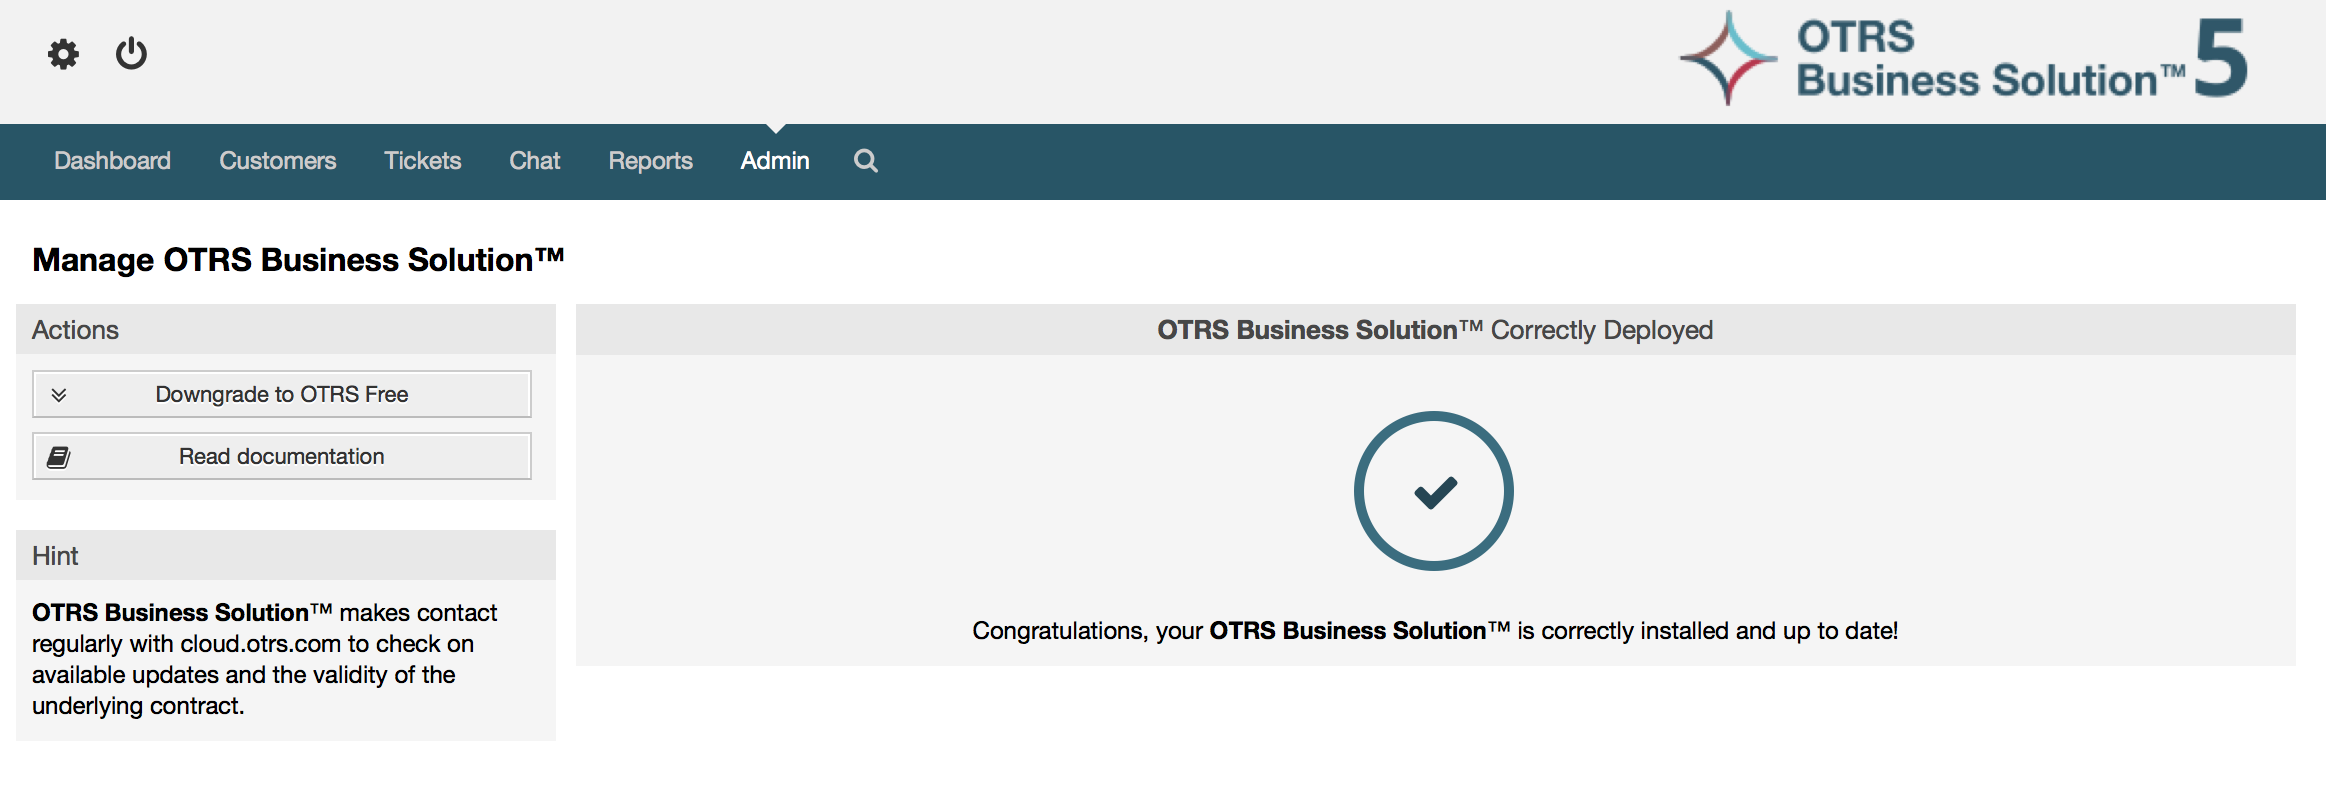 OTRS
Business Solution™ 5
Dashboard Customers Tickets Chat Reports Admin
Manage OTRS Business Solution™
Actions
Downgrade to OTRS Free
Read documentation
Hint
OTRS Business Solution™ makes contact
regularly with cloud.otrs.com to check on
available updates and the validity of the
underlying contract.
OTRS Business Solution™ Correctly Deployed
Congratulations, your OTRS Business Solution™ is correctly installed and up to date!